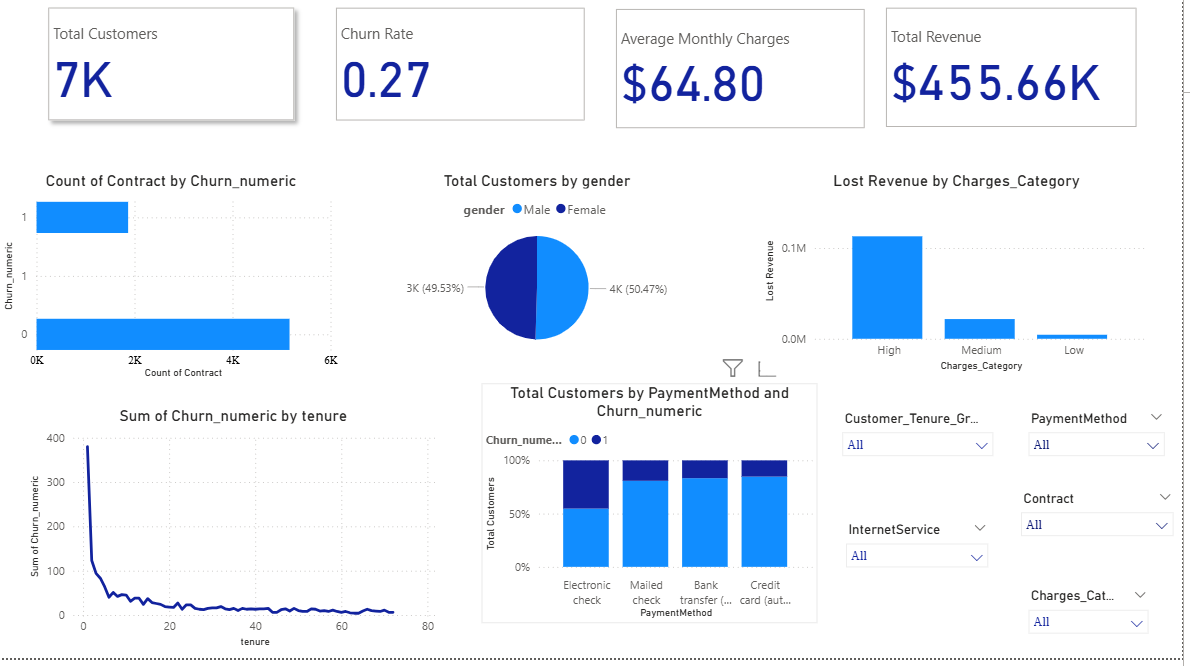 Total Customers
7K
Churn Rate
0.27
Average Monthly Charges
$64.80
Total Revenue
$455.66K
Count of Contract by Churn_numeric
1
1
0
Churn_numeric
0K 2K 4K 6K
Count of Contract
Total Customers by gender
gender Male Female
3K (49.53%)
4K (50.47%)
Lost Revenue by Charges_Category
Lost Revenue
0.1M
0.0M
High Medium Low
Charges_Category
Sum of Churn_numeric by tenure
Sum of Churn_numeric
400
300
200
100
0
0 20 40 60 80
tenure
Total Customers by PaymentMethod and
Churn_numeric
Churn_nume... 0 1
Total Customers
100%
50%
0%
Electronic
check
Mailed
check
Bank
transfer (...
Credit
card (aut...
PaymentMethod
Customer_Tenure_Gr...
All
PaymentMethod
All
Contract
All
InternetService
All
Charges_Cat...
All